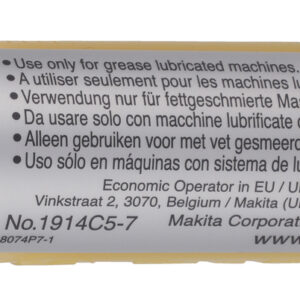 • Use only for grease lubricated machines.
• A utiliser seulement pour les machines lu
• Verwendung nur für fettgeschmierte Ma
• Da usare solo con macchine lubrificate
• Alleen gebruiken voor met vet gesmeerd
• Uso sólo en máquinas con sistema de lu
Economic Operator in EU / U
Vinkstraat 2, 3070, Belgium / Makita (U
No.1914C5-7 Makita Corporat
8074P7-1 www.